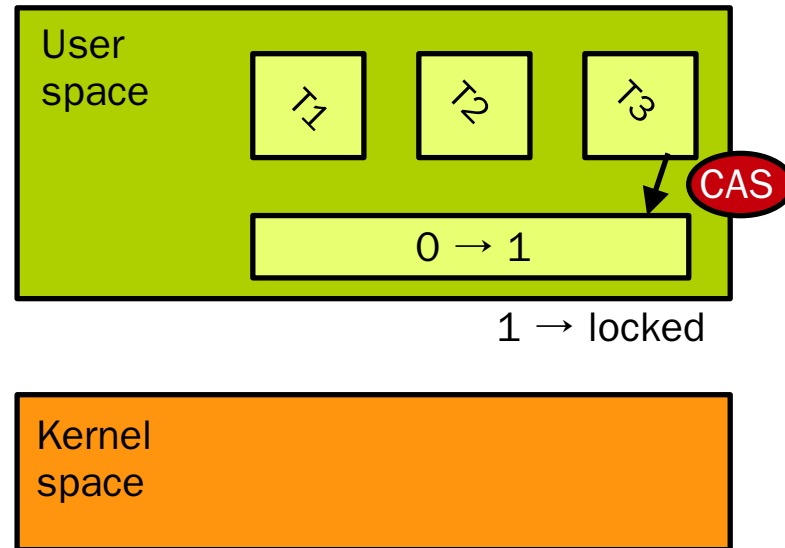 User
space
T1
T2
T3
CAS
0 → 1
1 → locked
Kernel
space